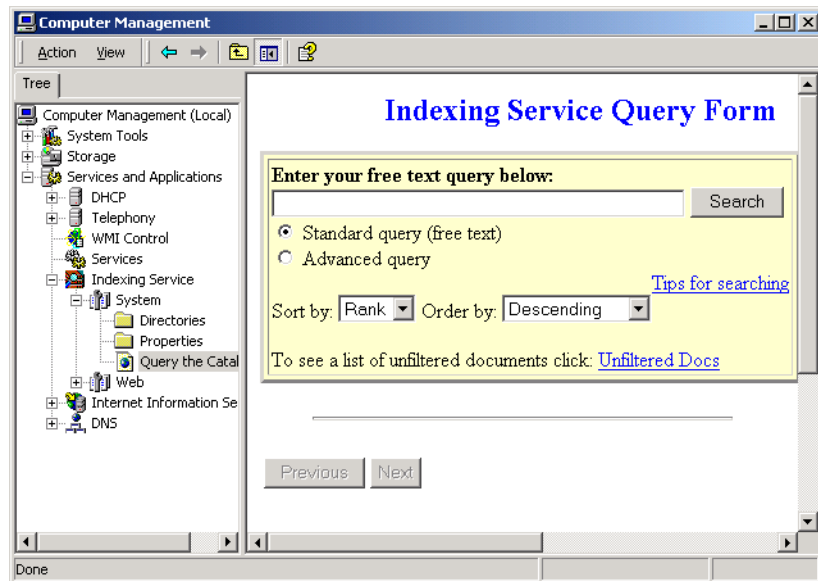 Computer Management
Action View
Tree
Computer Management (Local)
System Tools
Storage
Services and Applications
DHCP
Telephony
WMI Control
Services
Indexing Service
System
Directories
Properties
Query the Catal
Web
Internet Information Se
DNS
Indexing Service Query Form
Enter your free text query below:
Search
Standard query (free text)
Advanced query
Tips for searching
Sort by: Rank Order by: Descending
To see a list of unfiltered documents click: Unfiltered Docs
Previous Next
Done